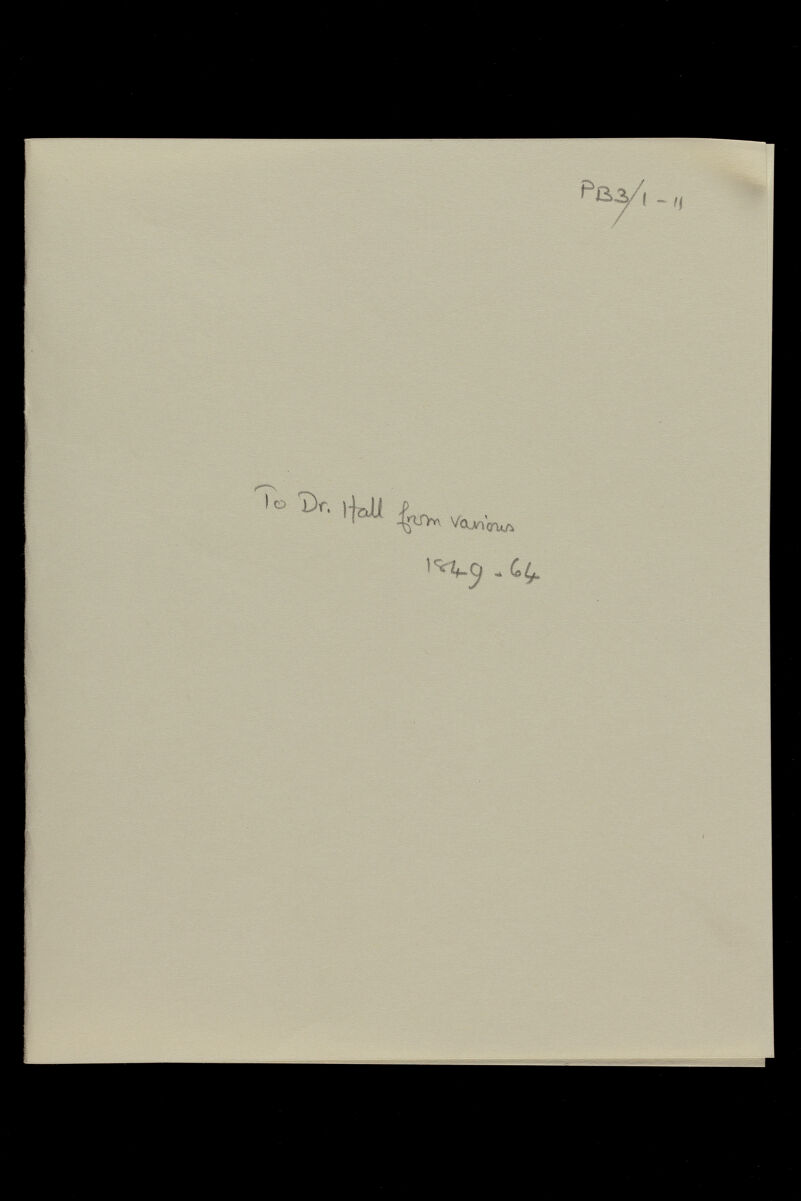 PB3/1-11
To Dr. Hall from various
1849-64